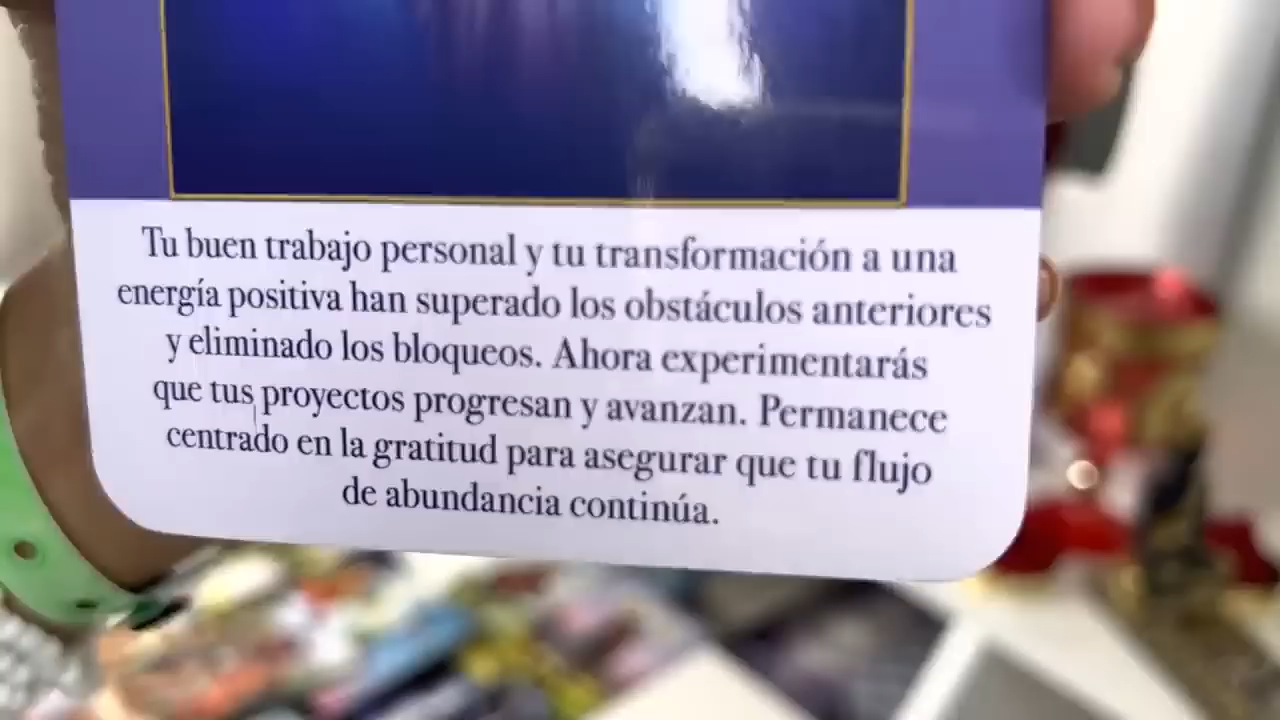 Tu buen trabajo personal y tu transformación a una
energía positiva han superado los obstáculos anteriores
y eliminado los bloqueos. Ahora experimentarás
que tus proyectos progresan y avanzan. Permanece
centrado en la gratitud para asegurar que tu flujo
de abundancia continúa.